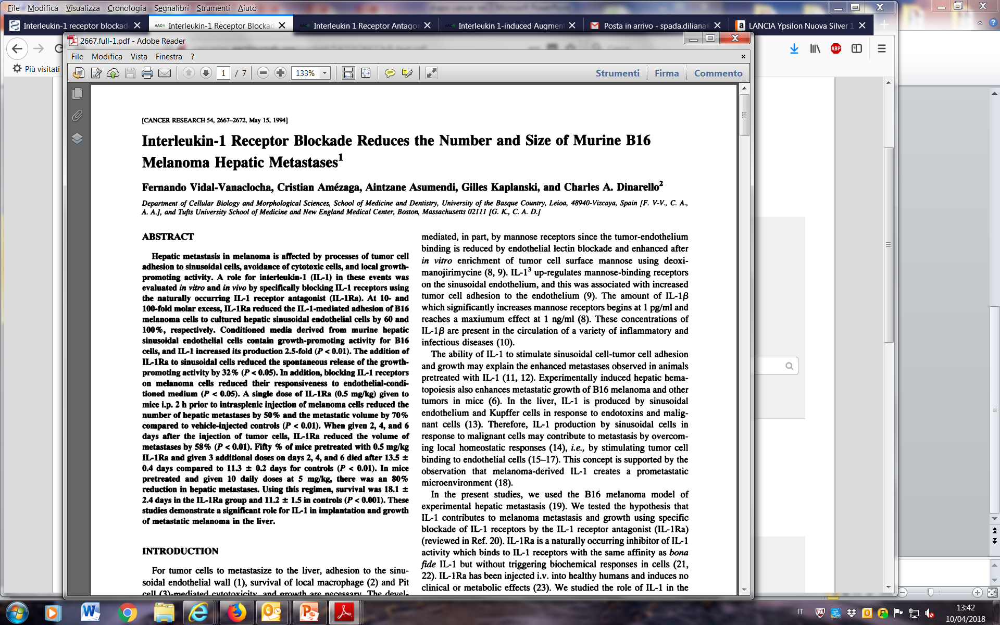 File Modifica Visualizza Cronologia Segnalibri Strumenti Aiuto
Interleukin-1 receptor blockade
AACR Interleukin-1 Receptor Blockad
Interleukin 1 Receptor Antagor
Interleukin 1-induced Augment
Posta in arrivo - spada.diliana@
LANCIA Ypsilon Nuova Silver 1.
Più visitati
ABP
2667.full-1.pdf - Adobe Reader
File Modifica Vista Finestra ?
1 / 7 133% Strumenti Firma Commento
[CANCER RESEARCH 54, 2667–2672, May 15, 1994]
Interleukin-1 Receptor Blockade Reduces the Number and Size of Murine B16
Melanoma Hepatic Metastases1
Fernando Vidal-Vanaclocha, Cristian Amézaga, Aintzane Asumendi, Gilles Kaplanski, and Charles A. Dinarello2
Department of Cellular Biology and Morphological Sciences, School of Medicine and Dentistry, University of the Basque Country, Leioa, 48940-Vizcaya, Spain [F. V-V., C. A.,
A. A.], and Tufts University School of Medicine and New England Medical Center, Boston, Massachusetts 02111 [G. K., C. A. D.]
ABSTRACT
Hepatic metastasis in melanoma is affected by processes of tumor cell
adhesion to sinusoidal cells, avoidance of cytotoxic cells, and local growth-
promoting activity. A role for interleukin-1 (IL-1) in these events was
evaluated in vitro and in vivo by specifically blocking IL-1 receptors using
the naturally occurring IL-1 receptor antagonist (IL-1Ra). At 10- and
100-fold molar excess, IL-1Ra reduced the IL-1-mediated adhesion of B16
melanoma cells to cultured hepatic sinusoidal endothelial cells by 60 and
100%, respectively. Conditioned media derived from murine hepatic
sinusoidal endothelial cells contain growth-promoting activity for B16
cells, and IL-1 increased its production 2.5-fold (P < 0.01). The addition of
IL-1Ra to sinusoidal cells reduced the spontaneous release of the growth-
promoting activity by 32% (P < 0.05). In addition, blocking IL-1 receptors
on melanoma cells reduced their responsiveness to endothelial-condi-
tioned medium (P < 0.05). A single dose of IL-1Ra (0.5 mg/kg) given to
mice i.p. 2 h prior to intrasplenic injection of melanoma cells reduced the
number of hepatic metastases by 50% and the metastatic volume by 70%
compared to vehicle-injected controls (P < 0.01). When given 2, 4, and 6
days after the injection of tumor cells, IL-1Ra reduced the volume of
metastases by 58% (P < 0.01). Fifty % of mice pretreated with 0.5 mg/kg
IL-1Ra and given 3 additional doses on days 2, 4, and 6 died after 13.5 ±
0.4 days compared to 11.3 ± 0.2 days for controls (P < 0.01). In mice
pretreated and given 10 daily doses at 5 mg/kg, there was an 80%
reduction in hepatic metastases. Using this regimen, survival was 18.1 ±
2.4 days in the IL-1Ra group and 11.2 ± 1.5 in controls (P < 0.001). These
studies demonstrate a significant role for IL-1 in implantation and growth
of metastatic melanoma in the liver.
INTRODUCTION
For tumor cells to metastasize to the liver, adhesion to the sinu-
soidal endothelial wall (1), survival of local macrophage (2) and Pit
cell (3)-mediated cytotoxicity, and growth are necessary. The devel-
mediated, in part, by mannose receptors since the tumor-endothelium
binding is reduced by endothelial lectin blockade and enhanced after
in vitro enrichment of tumor cell surface mannose using deoxi-
manojirimycine (8, 9). IL-13 up-regulates mannose-binding receptors
on the sinusoidal endothelium, and this was associated with increased
tumor cell adhesion to the endothelium (9). The amount of IL-1β
which significantly increases mannose receptors begins at 1 pg/ml and
reaches a maxiumum effect at 1 ng/ml (8). These concentrations of
IL-1β are present in the circulation of a variety of inflammatory and
infectious diseases (10).
The ability of IL-1 to stimulate sinusoidal cell-tumor cell adhesion
and growth may explain the enhanced metastases observed in animals
pretreated with IL-1 (11, 12). Experimentally induced hepatic hema-
topoiesis also enhances metastatic growth of B16 melanoma and other
tumors in mice (6). In the liver, IL-1 is produced by sinusoidal
endothelium and Kupffer cells in response to endotoxins and malig-
nant cells (13). Therefore, IL-1 production by sinusoidal cells in
response to malignant cells may contribute to metastasis by overcom-
ing local homeostatic responses (14), i.e., by stimulating tumor cell
binding to endothelial cells (15–17). This concept is supported by the
observation that melanoma-derived IL-1 creates a prometastatic
microenvironment (18).
In the present studies, we used the B16 melanoma model of
experimental hepatic metastasis (19). We tested the hypothesis that
IL-1 contributes to melanoma metastasis and growth using specific
blockade of IL-1 receptors by the IL-1 receptor antagonist (IL-1Ra)
(reviewed in Ref. 20). IL-1Ra is a naturally occurring inhibitor of IL-1
activity which binds to IL-1 receptors with the same affinity as bona
fide IL-1 but without triggering biochemical responses in cells (21,
22). IL-1Ra has been injected i.v. into healthy humans and induces no
clinical or metabolic effects (23). We studied the role of IL-1 in the
IT
13:42
10/04/2018